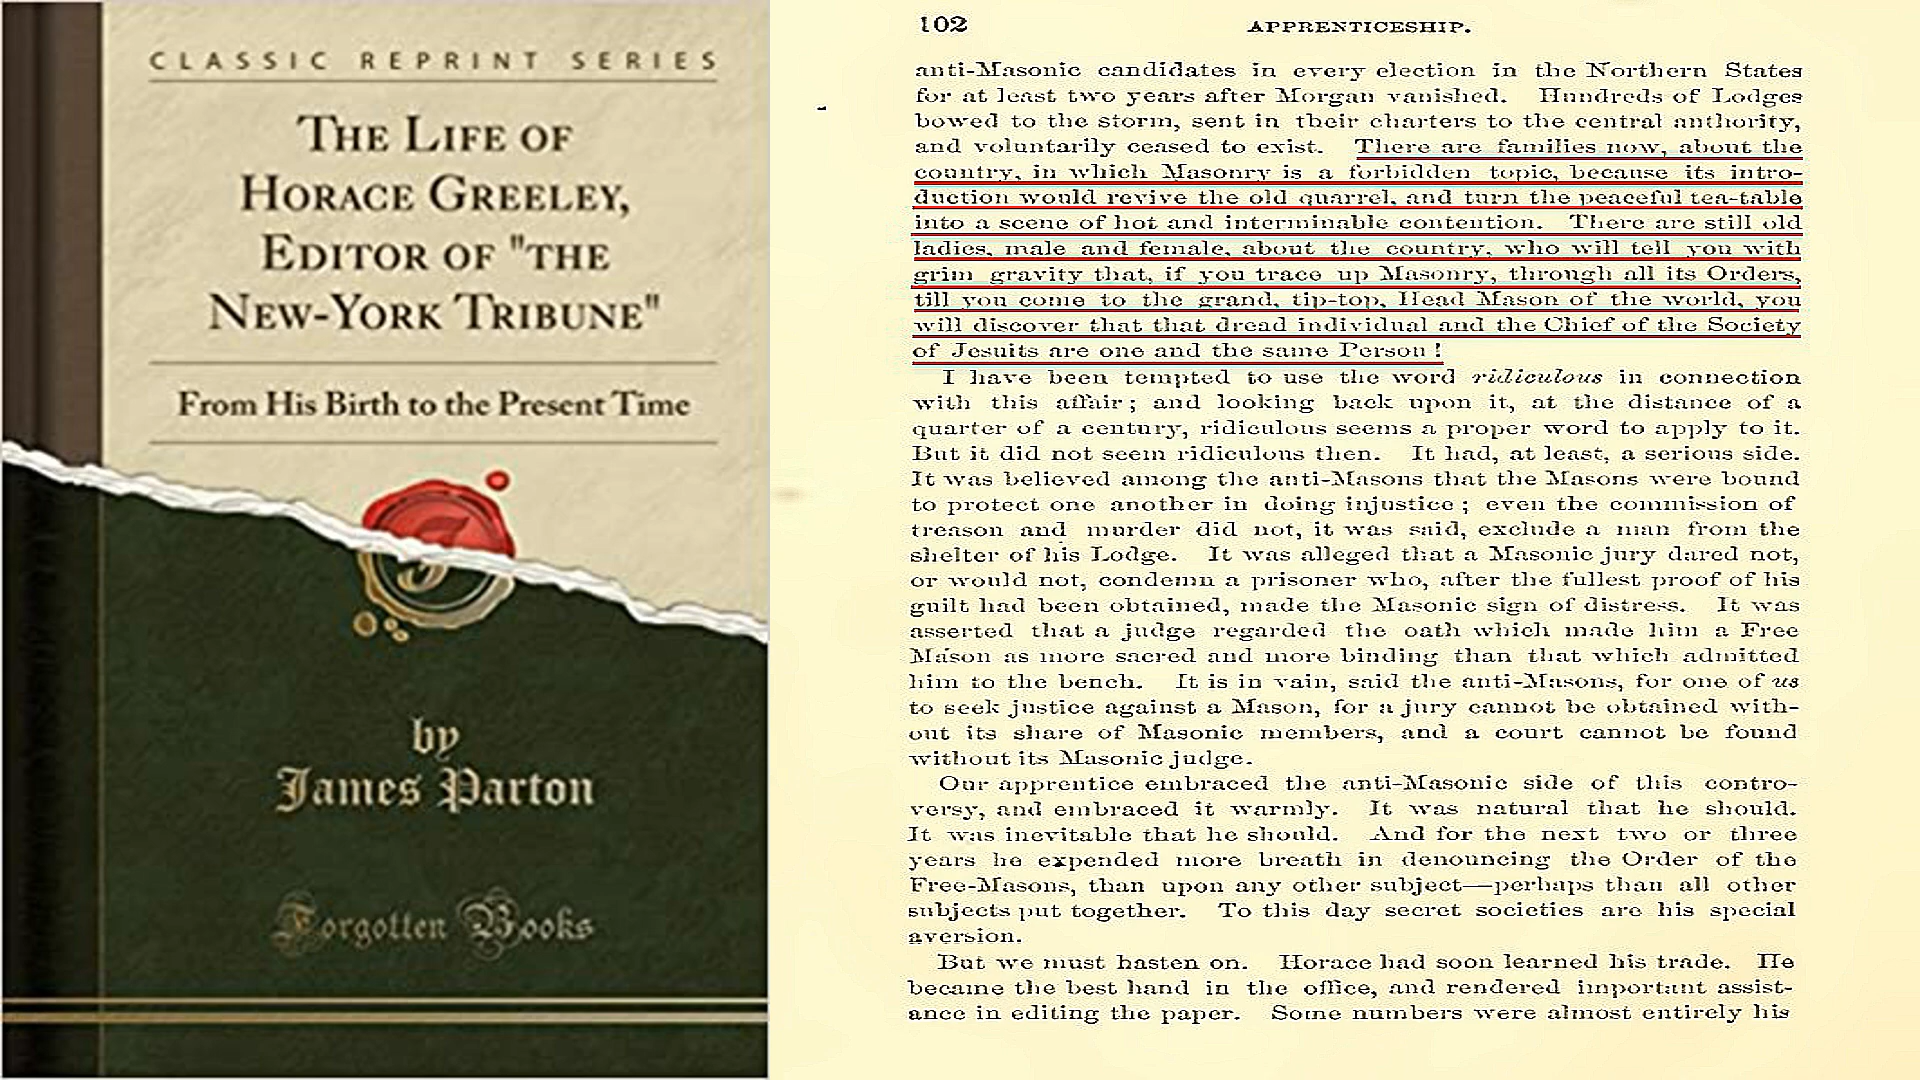 CLASSIC REPRINT SERIES
THE LIFE OF
HORACE GREELEY,
EDITOR OF "THE
NEW-YORK TRIBUNE"
From His Birth to the Present Time
by
James Parton
Forgotten Books
102 APPRENTICESHIP.
anti-Masonic candidates in every election in the Northern States
for at least two years after Morgan vanished. Hundreds of Lodges
bowed to the storm, sent in their charters to the central authority,
and voluntarily ceased to exist. There are families now, about the
country, in which Masonry is a forbidden topic, because its intro-
duction would revive the old quarrel, and turn the peaceful tea-table
into a scene of hot and interminable contention. There are still old
ladies, male and female, about the country, who will tell you with
grim gravity that, if you trace up Masonry, through all its Orders,
till you come to the grand, tip-top, Head Mason of the world, you
will discover that that dread individual and the Chief of the Society
of Jesuits are one and the same Person!
I have been tempted to use the word ridiculous in connection
with this affair; and looking back upon it, at the distance of a
quarter of a century, ridiculous seems a proper word to apply to it.
But it did not seem ridiculous then. It had, at least, a serious side.
It was believed among the anti-Masons that the Masons were bound
to protect one another in doing injustice; even the commission of
treason and murder did not, it was said, exclude a man from the
shelter of his Lodge. It was alleged that a Masonic jury dared not,
or would not, condemn a prisoner who, after the fullest proof of his
guilt had been obtained, made the Masonic sign of distress. It was
asserted that a judge regarded the oath which made him a Free
Mason as more sacred and more binding than that which admitted
him to the bench. It is in vain, said the anti-Masons, for one of us
to seek justice against a Mason, for a jury cannot be obtained with-
out its share of Masonic members, and a court cannot be found
without its Masonic judge.
Our apprentice embraced the anti-Masonic side of this contro-
versy, and embraced it warmly. It was natural that he should.
It was inevitable that he should. And for the next two or three
years he expended more breath in denouncing the Order of the
Free-Masons, than upon any other subject—perhaps than all other
subjects put together. To this day secret societies are his special
aversion.
But we must hasten on. Horace had soon learned his trade. He
became the best hand in the office, and rendered important assist-
ance in editing the paper. Some numbers were almost entirely his